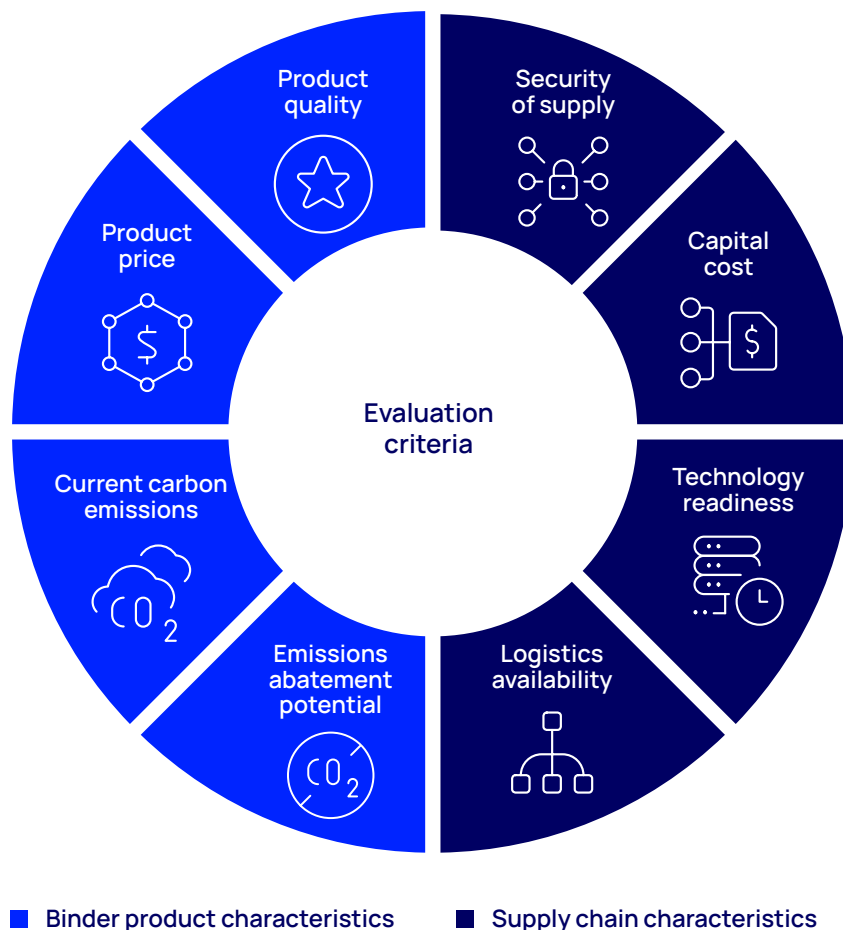 Product
quality
Security
of supply
Product
price
$
Capital
cost
$
Evaluation
criteria
Current carbon
emissions
CO2
Technology
readiness
Emissions
abatement
potential
CO2
Logistics
availability
Binder product characteristics
Supply chain characteristics